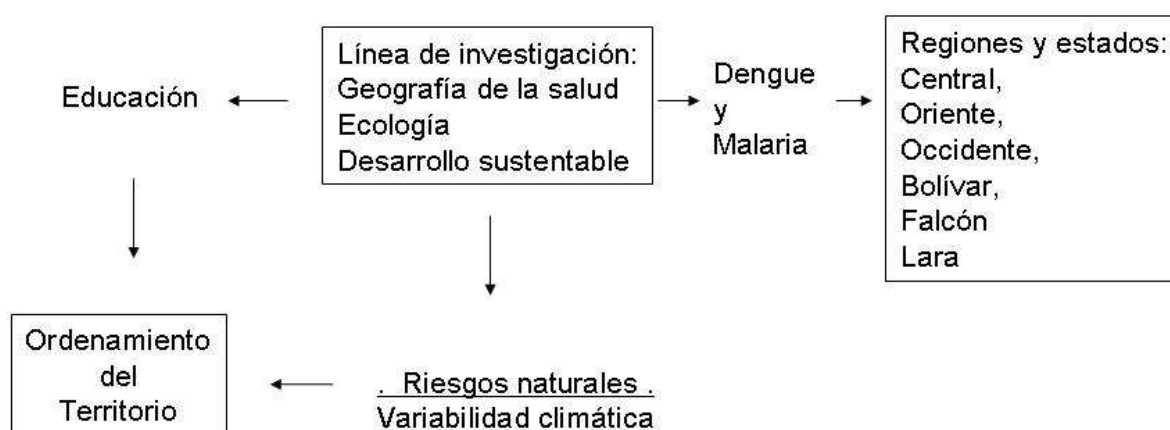 Educación
Línea de investigación:
Geografía de la salud
Ecología
Desarrollo sustentable
Dengue
y
Malaria
Regiones y estados:
Central,
Oriente,
Occidente,
Bolívar,
Falcón
Lara
Ordenamiento
del
Territorio
. Riesgos naturales .
Variabilidad climática